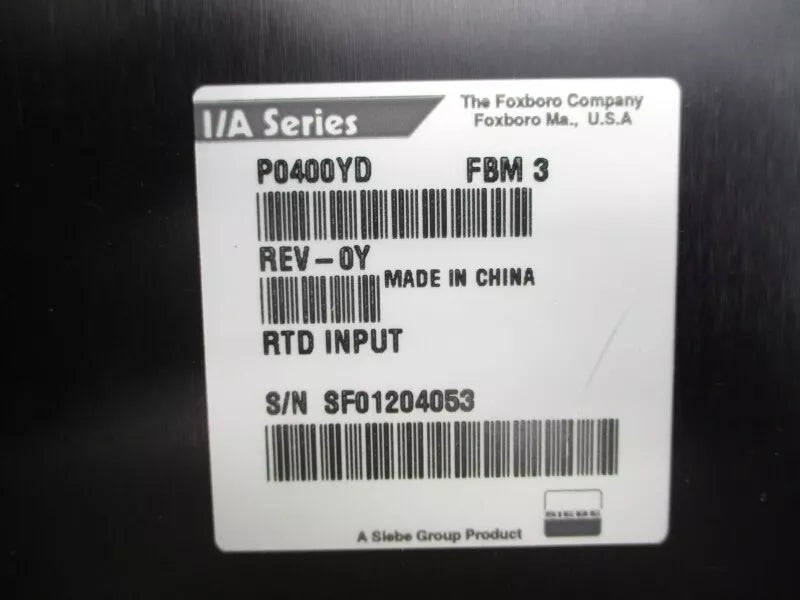 I/A Series
The Foxboro Company
Foxboro Ma., U.S.A
P0400YD FBM 3
REV-0Y
MADE IN CHINA
RTD INPUT
S/N SF01204053
SIEBE
A Siebe Group Product